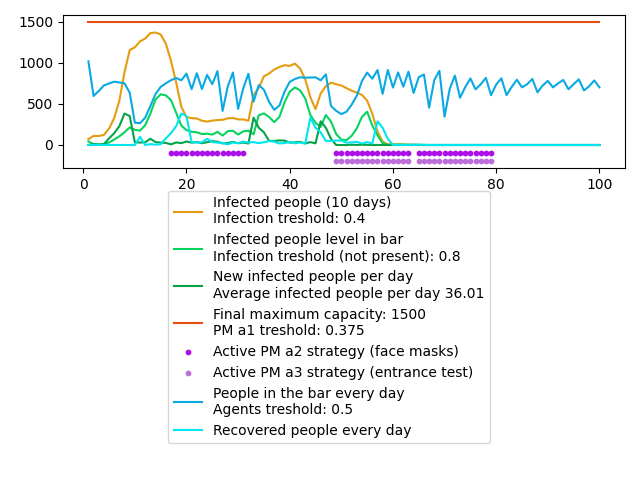 1500
1000
500
0
0 20 40 60 80 100
Infected people (10 days)
Infection treshold: 0.4
Infected people level in bar
Infection treshold (not present): 0.8
New infected people per day
Average infected people per day 36.01
Final maximum capacity: 1500
PM a1 treshold: 0.375
Active PM a2 strategy (face masks)
Active PM a3 strategy (entrance test)
People in the bar every day
Agents treshold: 0.5
Recovered people every day